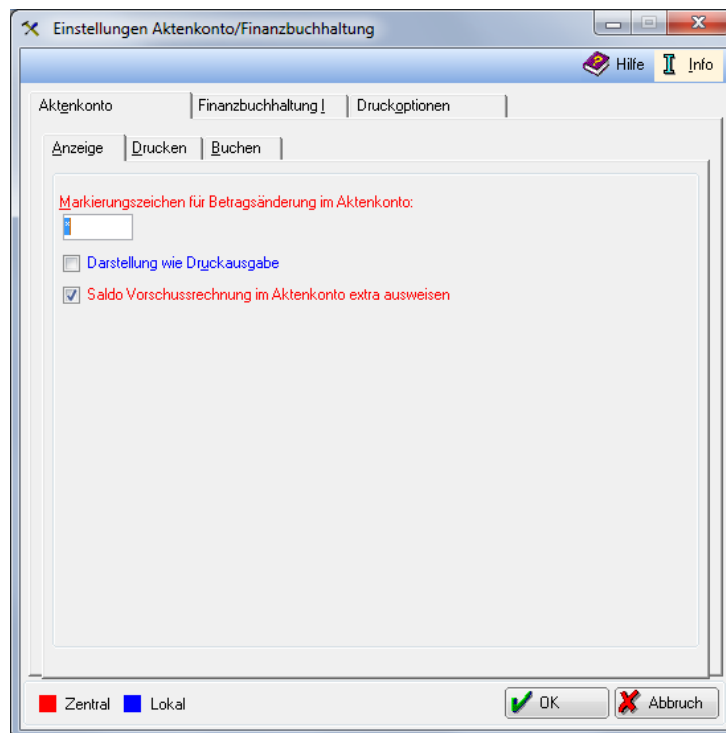 Einstellungen Aktenkonto/Finanzbuchhaltung
Hilfe Info
Aktenkonto Finanzbuchhaltung I Druckoptionen
Anzeige Drucken Buchen
Markierungszeichen für Betragsänderung im Aktenkonto:
*
Darstellung wie Druckausgabe
Saldo Vorschussrechnung im Aktenkonto extra ausweisen
Zentral Lokal OK Abbruch